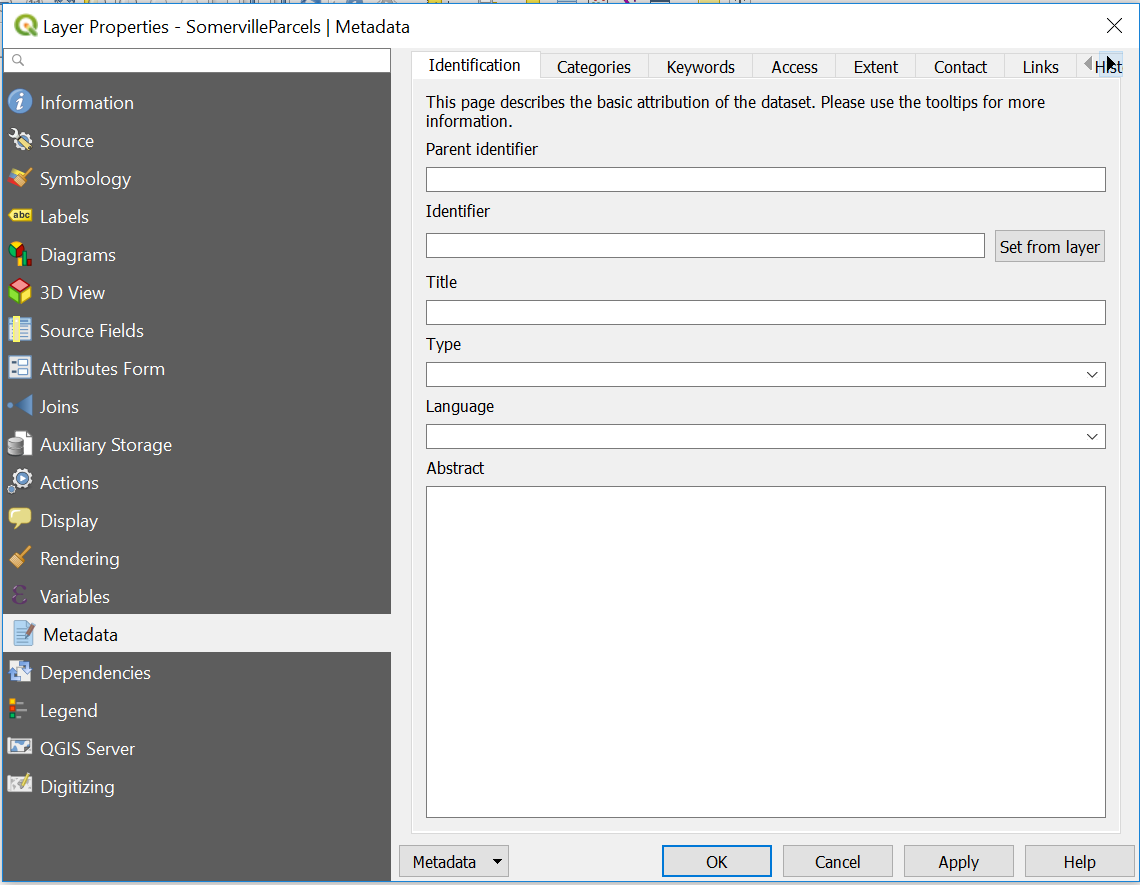 Layer Properties - SomervilleParcels | Metadata
Information
Source
Symbology
abc Labels
Diagrams
3D View
Source Fields
Attributes Form
Joins
Auxiliary Storage
Actions
Display
Rendering
Variables
Metadata
Dependencies
Legend
QGIS Server
Digitizing
Identification Categories Keywords Access Extent Contact Links Hist
This page describes the basic attribution of the dataset. Please use the tooltips for more
information.
Parent identifier
Identifier
Set from layer
Title
Type
Language
Abstract
Metadata OK Cancel Apply Help